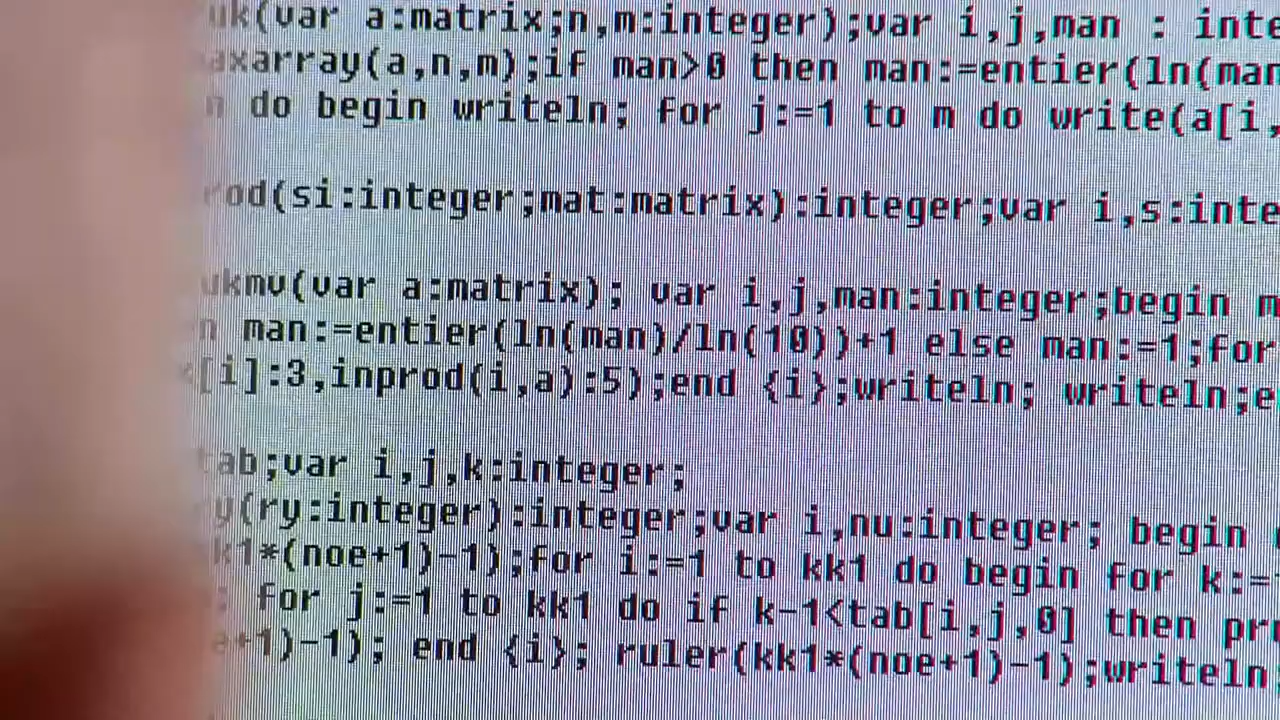 uk(var a:matrix;n,m:integer);var i,j,man : inte
axarray(a,n,m);if man>0 then man:=entier(ln(man
n do begin writeln; for j:=1 to m do write(a[i,
rod(si:integer;mat:matrix):integer;var i,s:inte
ukmv(var a:matrix); var i,j,man:integer;begin m
n man:=entier(ln(man)/ln(10))+1 else man:=1;for
[i]:3,inprod(i,a):5);end {i};writeln; writeln;e
tab;var i,j,k:integer;
y(ry:integer):integer;var i,nu:integer; begin
k1*(noe+1)-1);for i:=1 to kk1 do begin for k:=
; for j:=1 to kk1 do if k-1<tab[i,j,0] then pri
e+1)-1); end {i}; ruler(kk1*(noe+1)-1);writeln;